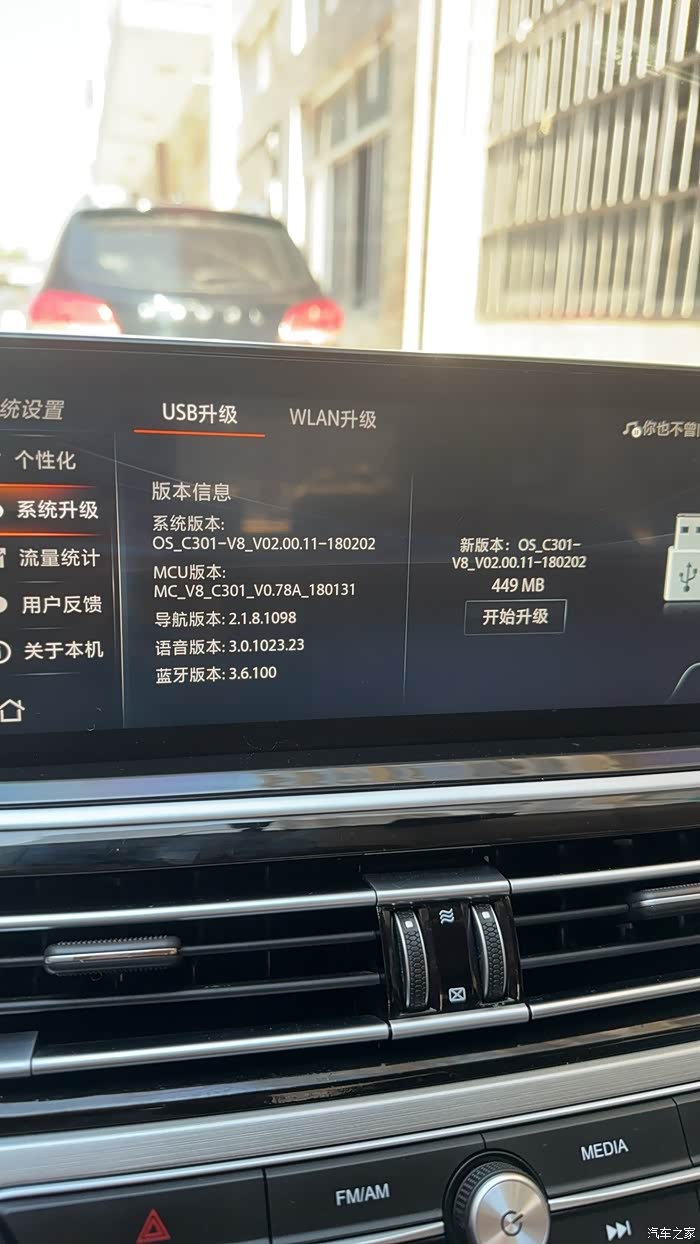 统设置
USB升级
WLAN升级
你也不曾
个性化
系统升级
流量统计
用户反馈
关于本机
版本信息
系统版本:
OS_C301-V8_V02.00.11-180202
MCU版本:
MC_V8_C301_V0.78A_180131
导航版本: 2.1.8.1098
语音版本: 3.0.1023.23
蓝牙版本: 3.6.100
新版本：OS_C301-
V8_V02.00.11-180202
449 MB
开始升级
FM/AM
MEDIA
汽车之家